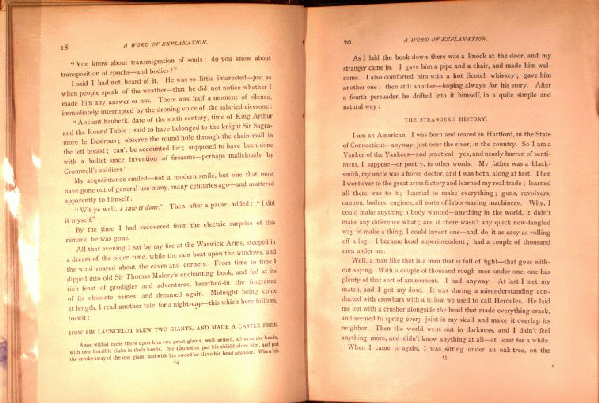 18
A WORD OF EXPLANATION.
"You know about transmigration of souls; do you know about
transposition of epochs—and bodies?"
I said I had not heard of it. He was so little interested—just as
when people speak of the weather—that he did not notice whether I
made him any answer or not. There was half a moment of silence,
immediately interrupted by the droning voice of the salaried cicerone:
"Ancient hauberk, date of the sixth century, time of King Arthur
and the Round Table; said to have belonged to the knight Sir Sagra-
more le Desirous; observe the round hole through the chain-mail in
the left breast; can't be accounted for; supposed to have been done
with a bullet since invention of firearms—perhaps maliciously by
Cromwell's soldiers."
My acquaintance smiled—not a modern smile, but one that must
have gone out of general use many, many centuries ago—and muttered
apparently to himself:
"Wit ye well, I saw it done." Then, after a pause, added: "I did
it myself."
By the time I had recovered from the electric surprise of this
remark, he was gone.
All that evening I sat by my fire at the Warwick Arms, steeped in
a dream of the olden time, while the rain beat upon the windows, and
the wind roared about the eaves and corners. From time to time I
dipped into old Sir Thomas Malory's enchanting book, and fed at its
rich feast of prodigies and adventures, breathed-in the fragrance
of its obsolete names, and dreamed again. Midnight being come
at length, I read another tale, for a night-cap—this which here follows,
to-wit:
HOW SIR LAUNCELOT SLEW TWO GIANTS, AND MADE A CASTLE FREE.
Anon withal came there upon him two great giants, well armed, all save the heads,
with two horrible clubs in their hands. Sir Launcelot put his shield afore him, and put
the stroke away of the one giant, and with his sword he clave his head asunder. When his
20
A WORD OF EXPLANATION.
As I laid the book down there was a knock at the door, and my
stranger came in. I gave him a pipe and a chair, and made him wel-
come. I also comforted him with a hot Scotch whisky; gave him
another one; then still another—hoping always for his story. After
a fourth persuader, he drifted into it himself, in a quite simple and
natural way:
THE STRANGER'S HISTORY.
I am an American. I was born and reared in Hartford, in the State
of Connecticut—anyway, just over the river, in the country. So I am a
Yankee of the Yankees—and practical; yes, and nearly barren of senti-
ment, I suppose—or poetry, in other words. My father was a black-
smith, my uncle was a horse doctor, and I was both, along at first. Then
I went over to the great arms factory and learned my real trade; learned
all there was to it; learned to make everything; guns, revolvers,
cannon, boilers, engines, all sorts of labor-saving machinery. Why, I
could make anything a body wanted—anything in the world, it didn't
make any difference what; and if there wasn't any quick new-fangled
way to make a thing, I could invent one—and do it as easy as rolling
off a log. I became head superintendent; had a couple of thousand
men under me.
Well, a man like that is a man that is full of fight—that goes with-
out saying. With a couple of thousand rough men under one, one has
plenty of that sort of amusement. I had, anyway. At last I met my
match, and I got my dose. It was during a misunderstanding con-
ducted with crowbars with a fellow we used to call Hercules. He laid
me out with a crusher alongside the head that made everything crack,
and seemed to spring every joint in my skull and make it overlap its
neighbor. Then the world went out in darkness, and I didn't feel
anything more, and didn't know anything at all—at least for a while.
When I came to again, I was sitting under an oak tree, on the